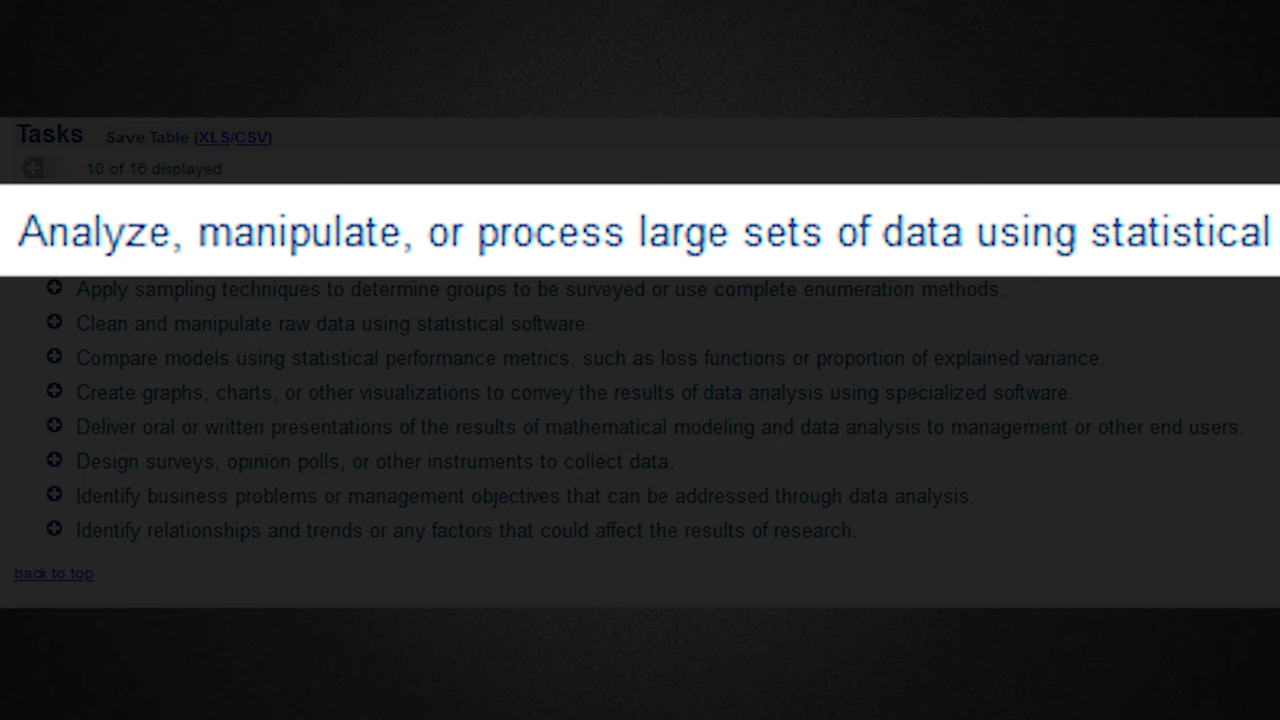 Tasks Save Table (XLS/CSV)
10 of 16 displayed
Analyze, manipulate, or process large sets of data using statistical
Apply sampling techniques to determine groups to be surveyed or use complete enumeration methods.
Clean and manipulate raw data using statistical software.
Compare models using statistical performance metrics, such as loss functions or proportion of explained variance.
Create graphs, charts, or other visualizations to convey the results of data analysis using specialized software.
Deliver oral or written presentations of the results of mathematical modeling and data analysis to management or other end users.
Design surveys, opinion polls, or other instruments to collect data.
Identify business problems or management objectives that can be addressed through data analysis.
Identify relationships and trends or any factors that could affect the results of research.
back to top